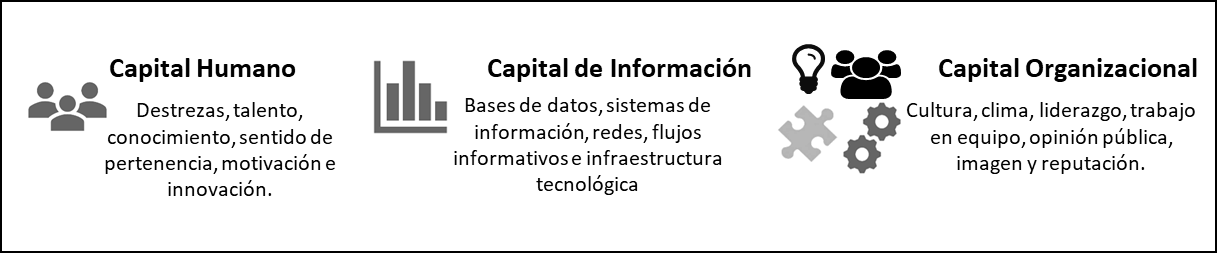 Capital Humano
Destrezas, talento,
conocimiento, sentido de
pertenencia, motivación e
innovación.
Capital de Información
Bases de datos, sistemas de
información, redes, flujos
informativos e infraestructura
tecnológica
Capital Organizacional
Cultura, clima, liderazgo, trabajo
en equipo, opinión pública,
imagen y reputación.